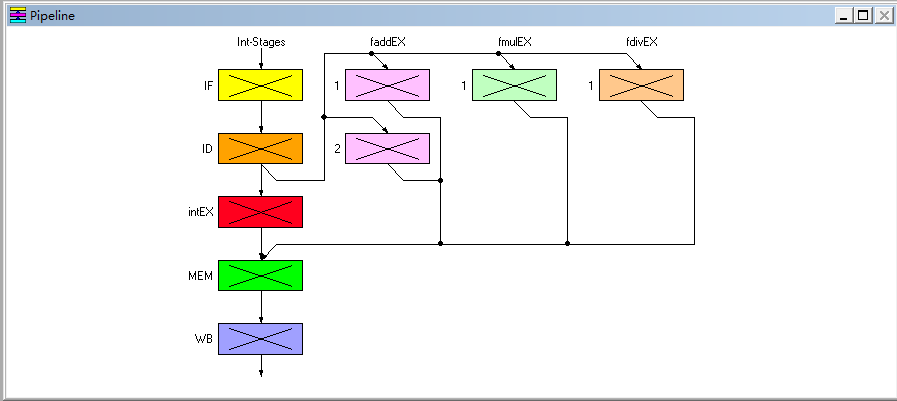 Pipeline
Int-Stages faddEX fmulEX fdivEX
IF 1 1 1
ID 2
intEX
MEM
WB